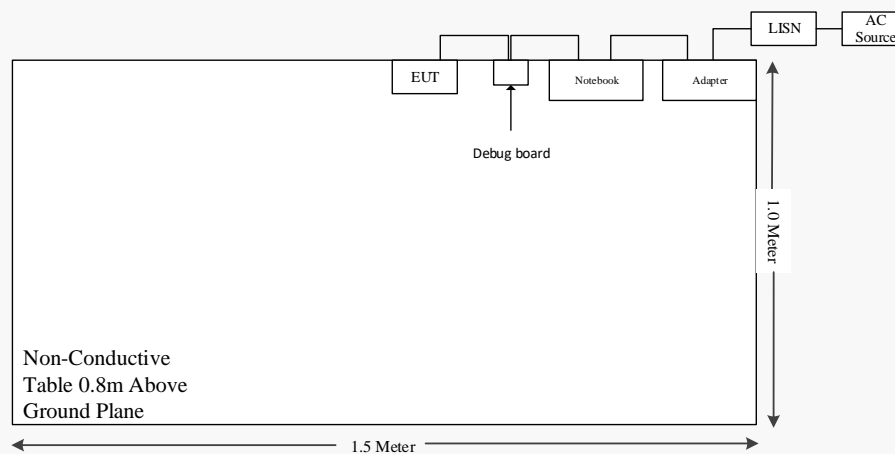 LISN
AC
Source
EUT
Notebook
Adapter
Debug board
1.0 Meter
Non-Conductive
Table 0.8m Above
Ground Plane
1.5 Meter